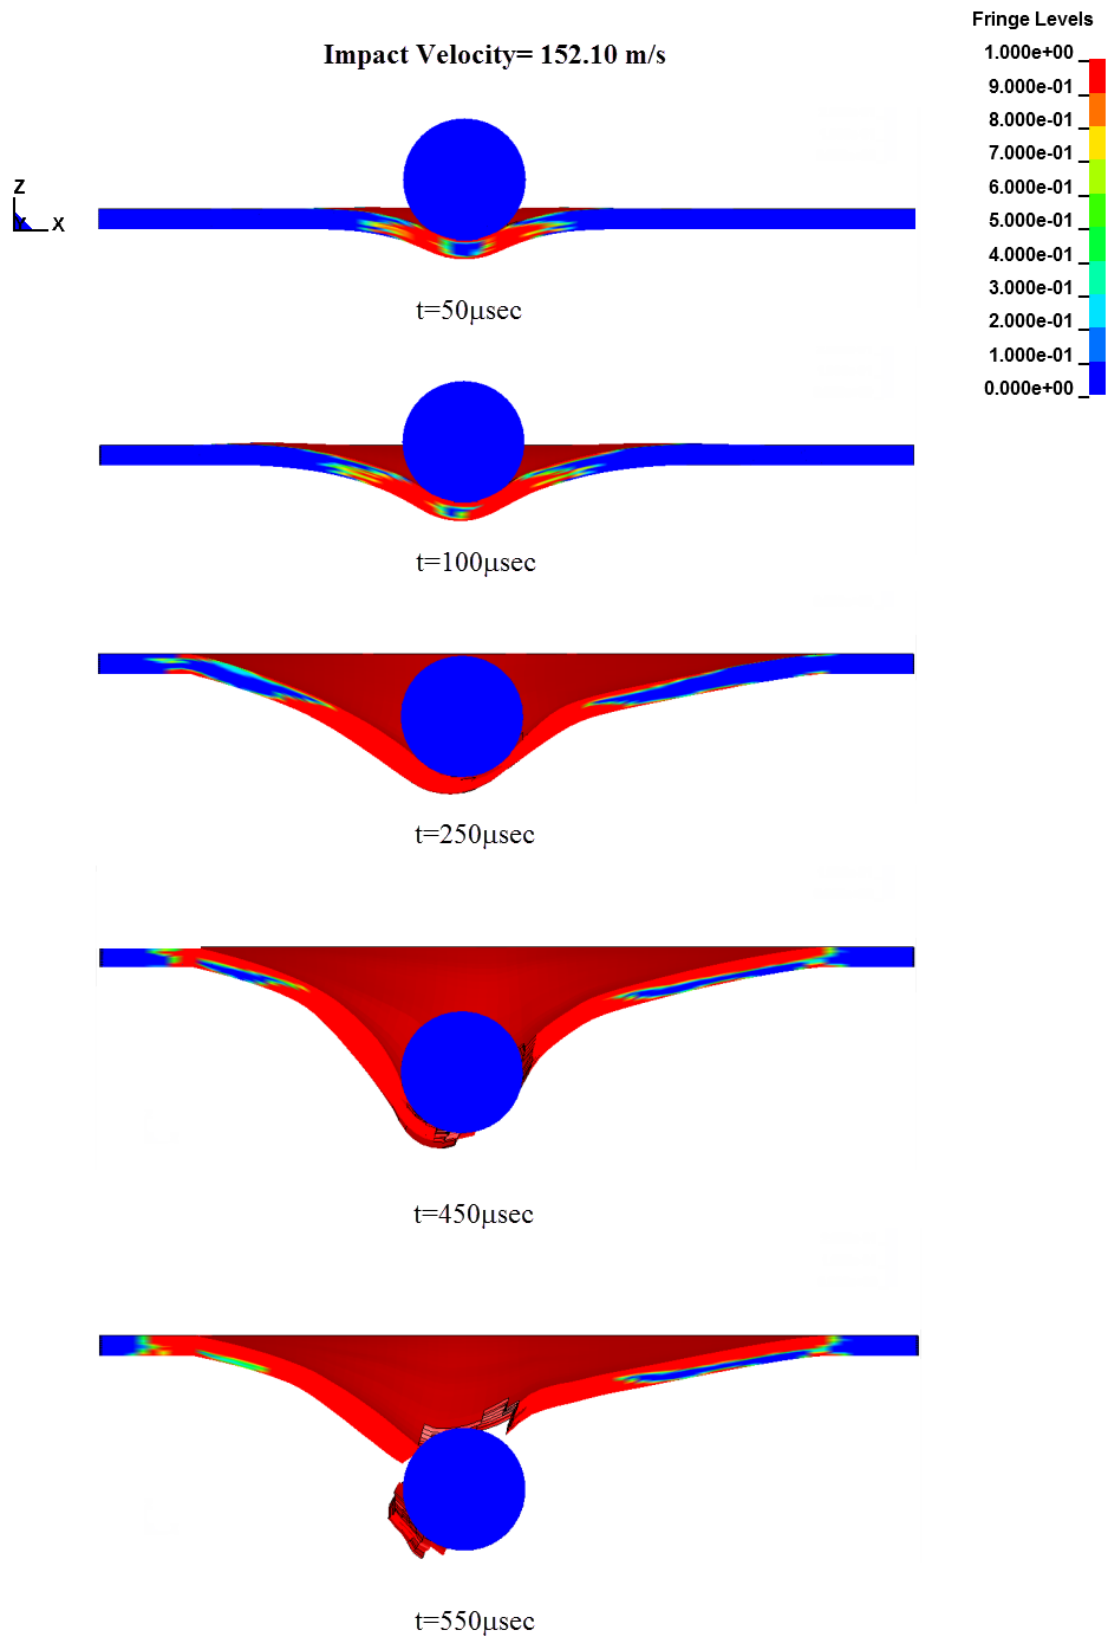 Fringe Levels
Impact Velocity= 152.10 m/s
1.000e+00
9.000e-01
8.000e-01
7.000e-01
6.000e-01
5.000e-01
4.000e-01
3.000e-01
2.000e-01
1.000e-01
0.000e+00
Z
Y X
t=50μsec
t=100μsec
t=250μsec
t=450μsec
t=550μsec